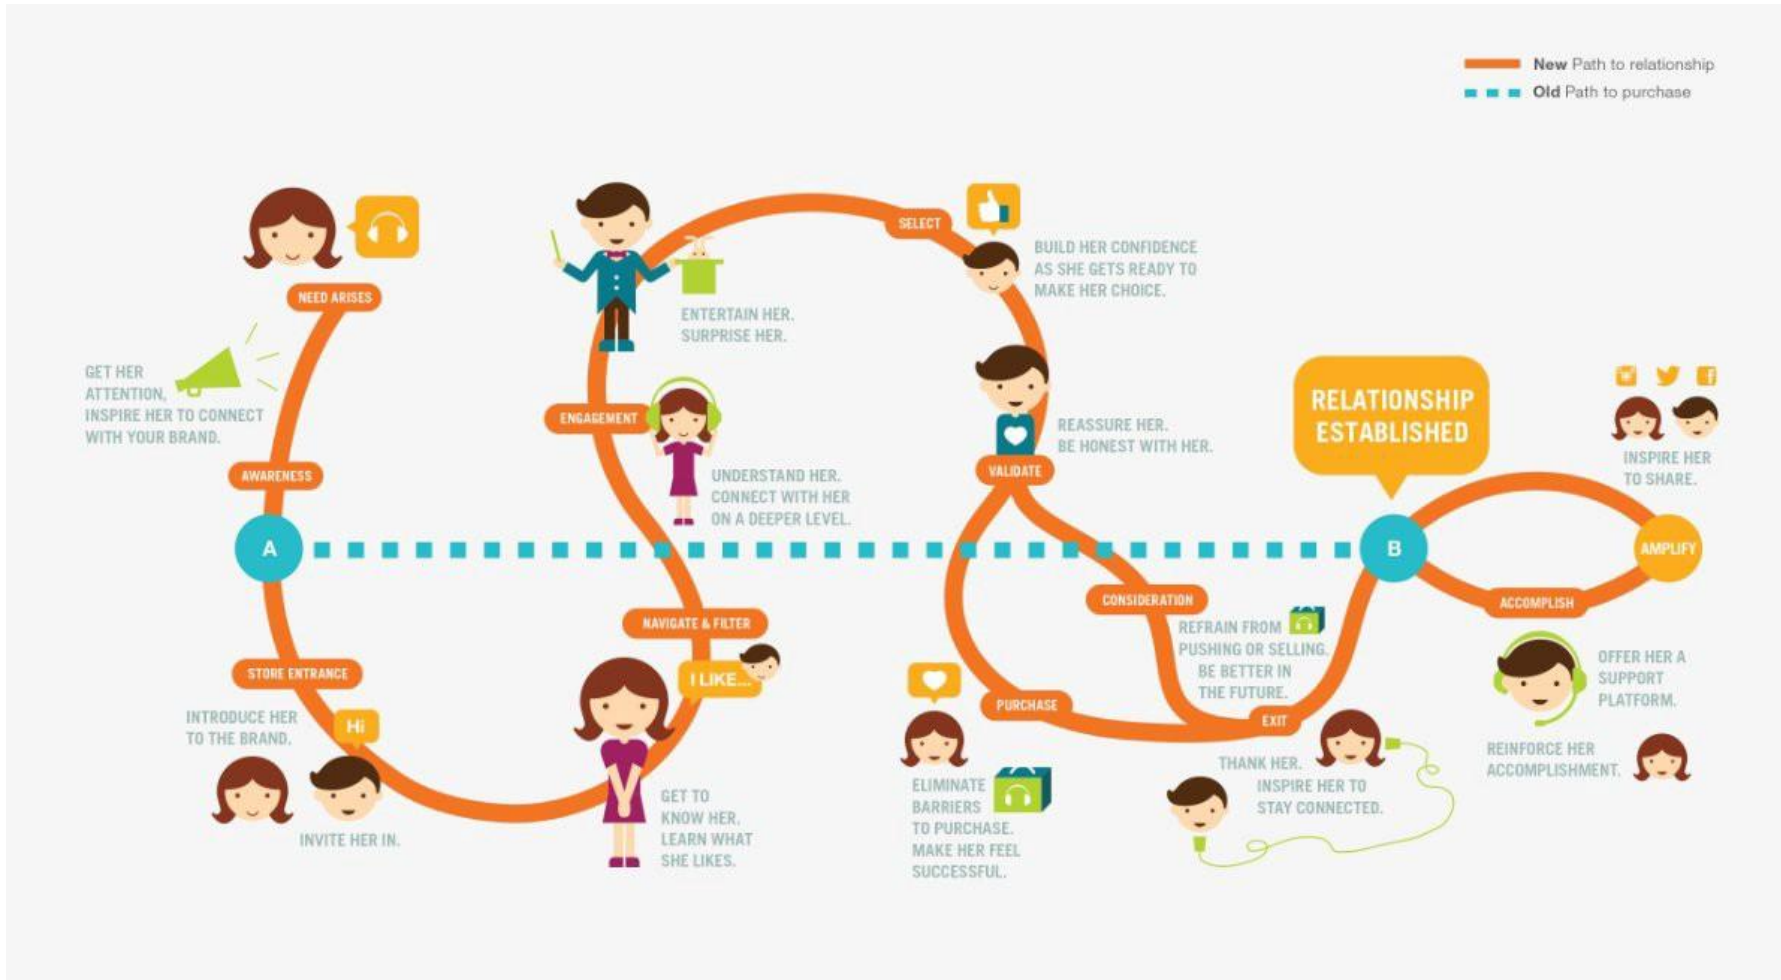 New Path to relationship
Old Path to purchase
NEED ARISES
GET HER
ATTENTION,
INSPIRE HER TO CONNECT
WITH YOUR BRAND.
AWARENESS
A
STORE ENTRANCE
INTRODUCE HER
TO THE BRAND.
Hi
INVITE HER IN.
GET TO
KNOW HER.
LEARN WHAT
SHE LIKES.
I LIKE...
NAVIGATE & FILTER
UNDERSTAND HER.
CONNECT WITH HER
ON A DEEPER LEVEL.
ENGAGEMENT
ENTERTAIN HER.
SURPRISE HER.
SELECT
BUILD HER CONFIDENCE
AS SHE GETS READY TO
MAKE HER CHOICE.
REASSURE HER.
BE HONEST WITH HER.
VALIDATE
CONSIDERATION
REFRAIN FROM
PUSHING OR SELLING.
BE BETTER IN
THE FUTURE.
PURCHASE
ELIMINATE
BARRIERS
TO PURCHASE.
MAKE HER FEEL
SUCCESSFUL.
EXIT
THANK HER.
INSPIRE HER TO
STAY CONNECTED.
RELATIONSHIP
ESTABLISHED
B
INSPIRE HER
TO SHARE.
AMPLIFY
ACCOMPLISH
OFFER HER A
SUPPORT
PLATFORM.
REINFORCE HER
ACCOMPLISHMENT.